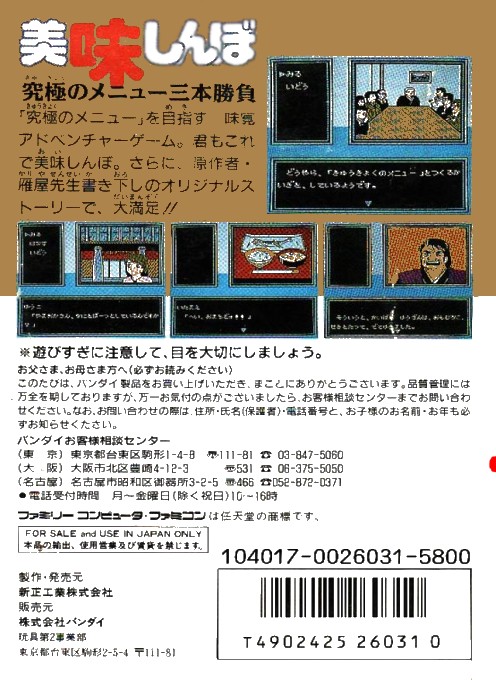 美味しんぼ
究極のメニュー三本勝負
「究極のメニュー」を目指す 味覚
アドベンチャーゲーム。君もこれ
で美味しんぼ。さらに、原作者・
雁屋先生書き下しのオリジナルス
トーリーで、大満足!!
▷みる
いどう
どうやら、「きゅうきょくのメニュー」をつくるか
いぎを、しているようです。
▷みる
はなす
いどう
ゆうこ
「やまおかさん、なにをぼーっとしているんですか
?」
いたまえ
「へい、おまちどぉ!!」
そういうと、かいばら ゆうざんは、おもむろに、
せきをたって、でてゆきました。
※遊びすぎに注意して、目を大切にしましょう。
お父さま、お母さま方へ(必ずお読みください)
このたびは、バンダイ製品をお買い上げいただき、まことにありがとうございます。品質管理には
万全を期しておりますが、万一お気付の点がございましたら、お客様相談センターまでお問い合わ
せください。なお、お問い合わせの際は、住所・氏名(保護者)・電話番号と、お子様のお名前・お年も必
ずお知らせください。
バンダイお客様相談センター
(東 京) 東京都台東区駒形1-4-8 〒111-81 ☎ 03-847-5060
(大 阪) 大阪市北区豊崎4-12-3 〒531 ☎ 06-375-5050
(名古屋) 名古屋市昭和区御器所3-2-5 〒466 ☎052-872-0371
●電話受付時間 月〜金曜日(除く祝日)10〜16時
ファミリーコンピュータ・ファミコンは任天堂の商標です。
FOR SALE and USE IN JAPAN ONLY
本品の輸出、使用営業及び賃貸を禁じます。
104017-0026031-5800
製作・発売元
新正工業株式会社
販売元
株式会社バンダイ
玩具第2事業部
東京都台東区駒形2-5-4 〒111-81
T4902425 26031 0